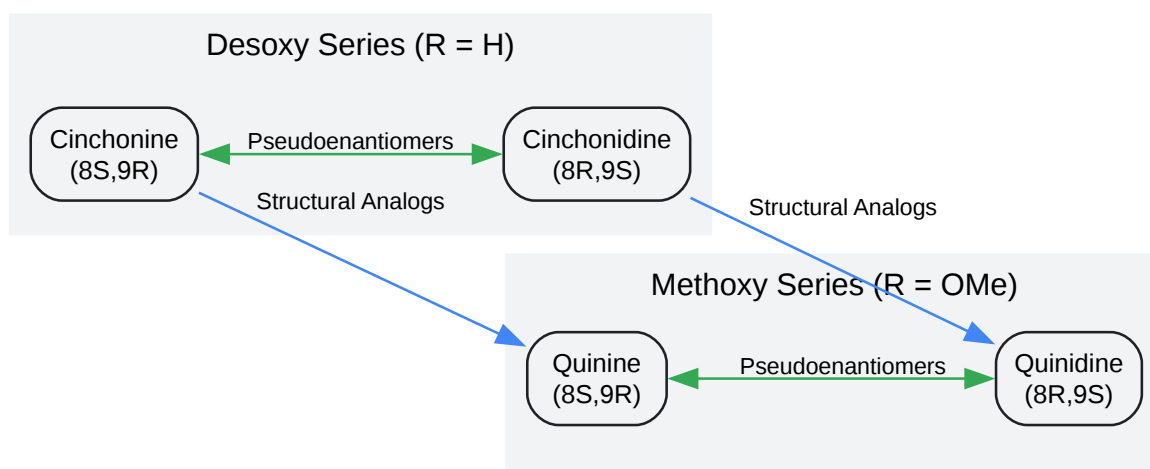 Desoxy Series (R = H)
Cinchonine
(8S,9R)
Pseudoenantiomers
Cinchonidine
(8R,9S)
Structural Analogs
Structural Analogs
Methoxy Series (R = OMe)
Quinine
(8S,9R)
Pseudoenantiomers
Quinidine
(8R,9S)